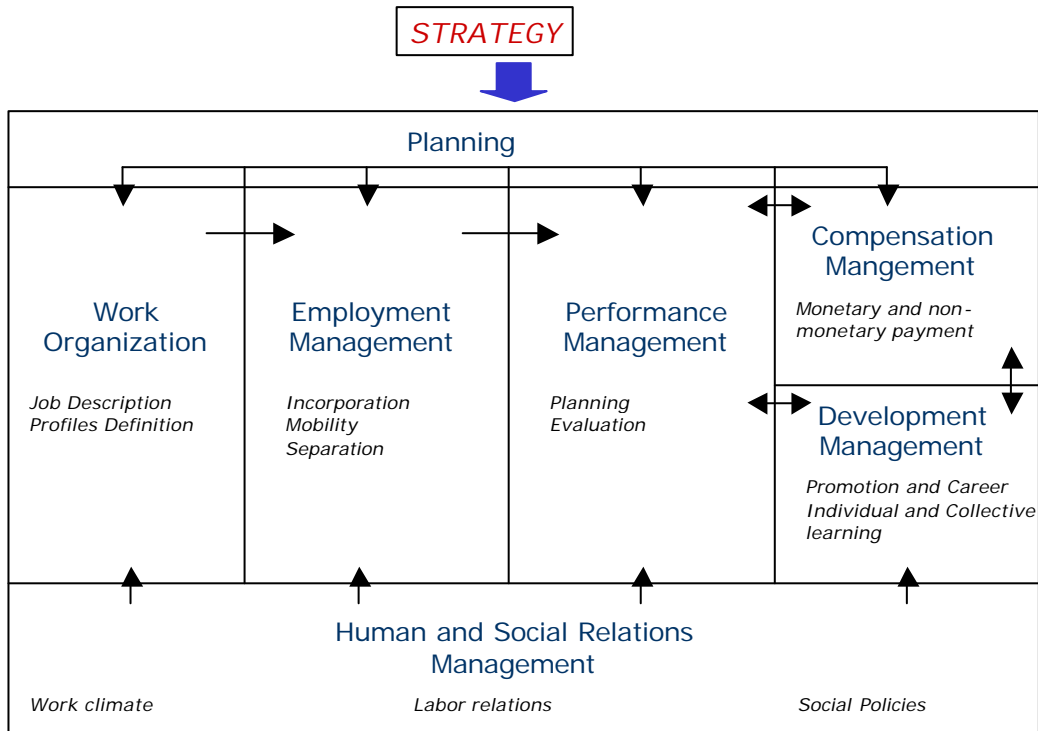 STRATEGY
Planning
Work
Organization
Job Description
Profiles Definition
Employment
Management
Incorporation
Mobility
Separation
Performance
Management
Planning
Evaluation
Compensation
Mangement
Monetary and non-
monetary payment
Development
Management
Promotion and Career
Individual and Collective
learning
Human and Social Relations
Management
Work climate
Labor relations
Social Policies